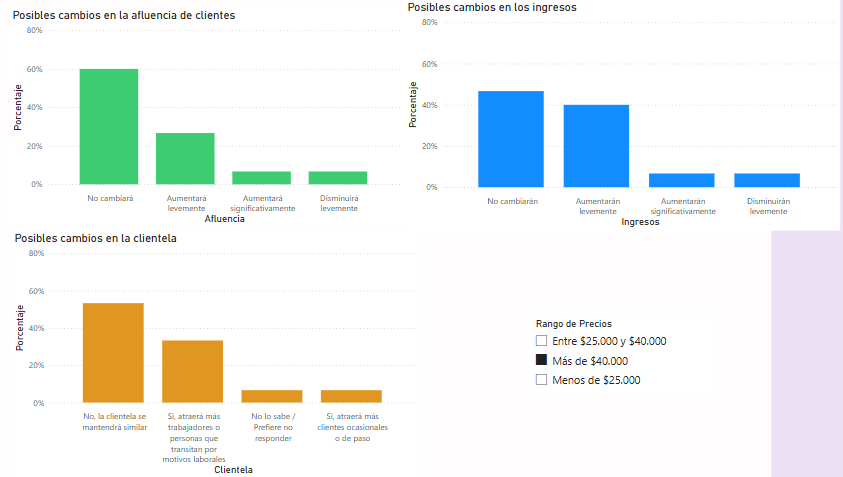 Posibles cambios en la afluencia de clientes
80%
60%
40%
20%
0%
Porcentaje
No cambiará
Aumentará
levemente
Aumentará
significativamente
Disminuirá
levemente
Afluencia
Posibles cambios en los ingresos
80%
60%
40%
20%
0%
Porcentaje
No cambiarán
Aumentarán
levemente
Aumentarán
significativamente
Disminuirán
levemente
Ingresos
Posibles cambios en la clientela
80%
60%
40%
20%
0%
Porcentaje
No, la clientela se
mantendrá similar
Sí, atraerá más
trabajadores o
personas que
transitan por
motivos laborales
No lo sabe /
Prefiere no
responder
Sí, atraerá más
clientes ocasionales
o de paso
Clientela
Rango de Precios
Entre $25.000 y $40.000
Más de $40.000
Menos de $25.000